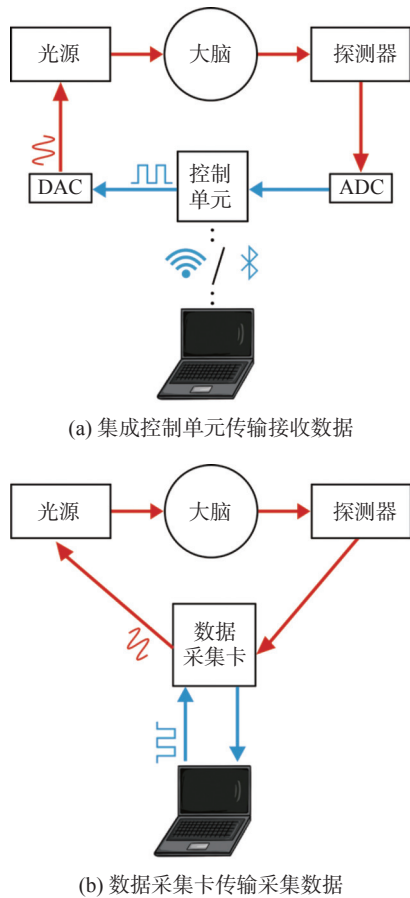 光源
大脑
探测器
DAC
控制
单元
ADC
(a) 集成控制单元传输接收数据
光源
大脑
探测器
数据
采集卡
(b) 数据采集卡传输采集数据